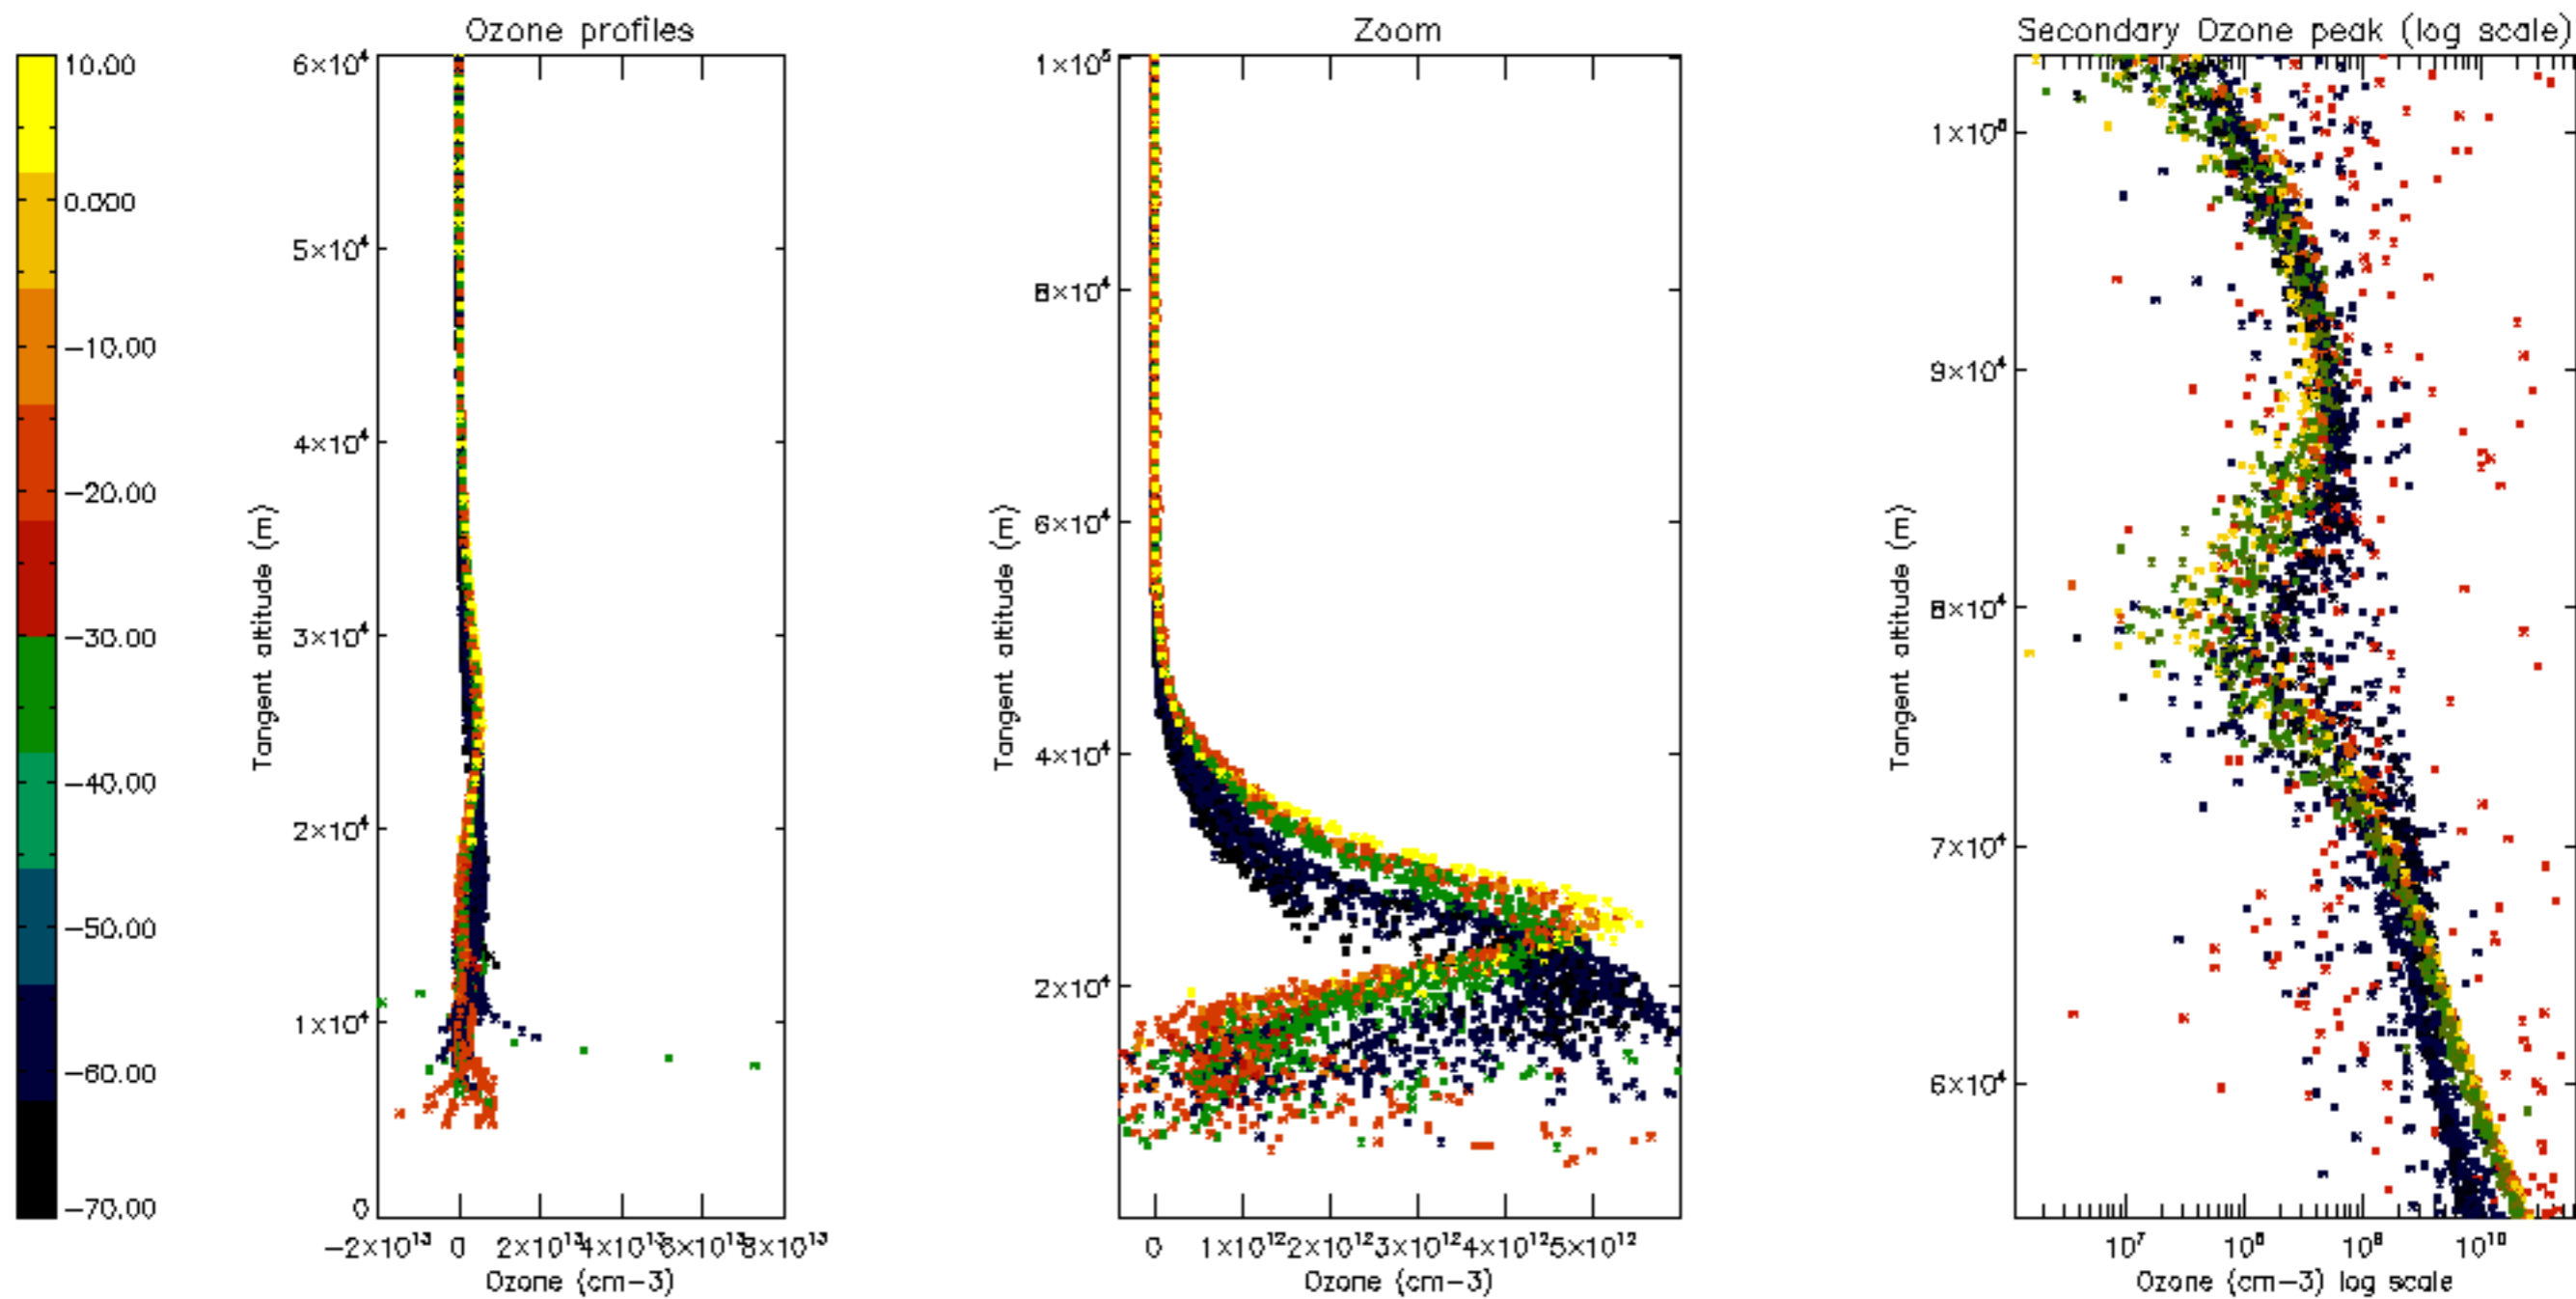 Ozone profiles
Zoom
Secondary Ozone peak (log scale)
10.00
0.000
−10.00
−20.00
−30.00
−40.00
−50.00
−60.00
−70.00
6×10⁴
5×10⁴
4×10⁴
3×10⁴
2×10⁴
1×10⁴
0
Tangent altitude (m)
−2×10¹³ 0 2×10¹³ 4×10¹³ 6×10¹³ 8×10¹³
Ozone (cm−3)
1×10⁵
8×10⁴
6×10⁴
4×10⁴
2×10⁴
Tangent altitude (m)
0 1×10¹² 2×10¹² 3×10¹² 4×10¹² 5×10¹²
Ozone (cm−3)
1×10⁵
9×10⁴
8×10⁴
7×10⁴
6×10⁴
Tangent altitude (m)
10⁷ 10⁸ 10⁹ 10¹⁰
Ozone (cm−3) log scale